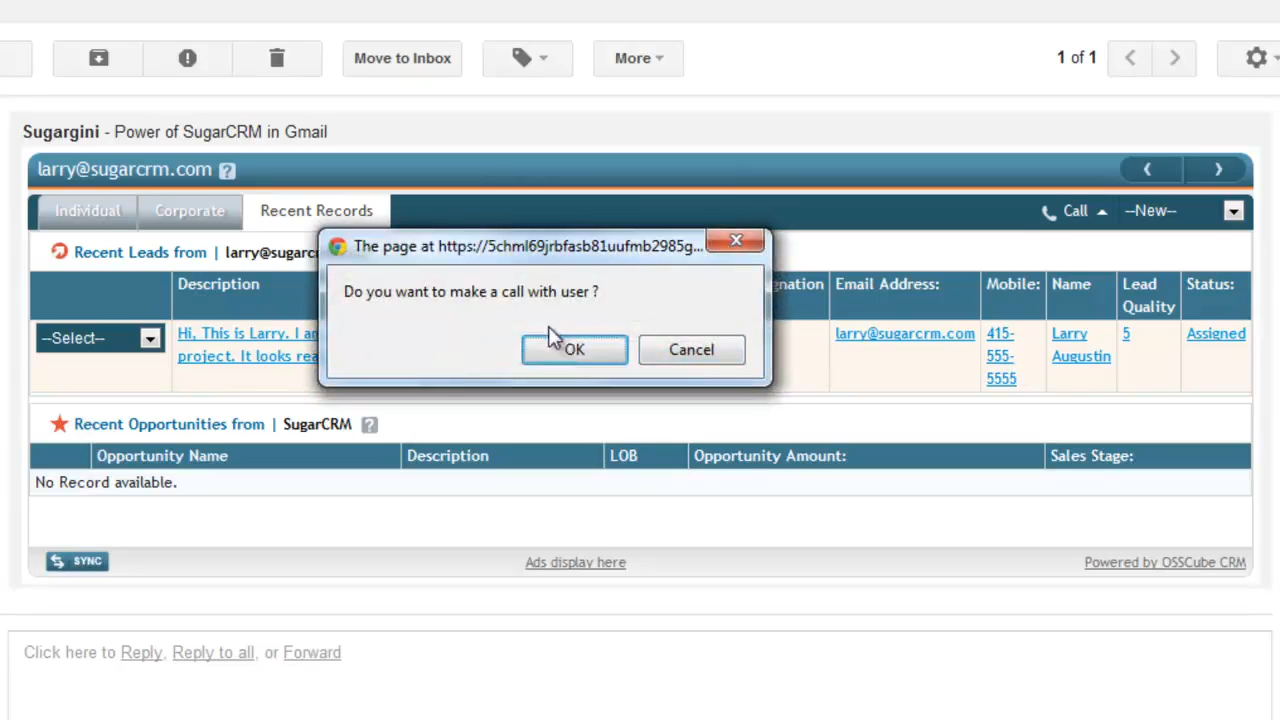 Move to Inbox
More
1 of 1
Sugargini - Power of SugarCRM in Gmail
larry@sugarcrm.com ?
Individual
Corporate
Recent Records
Call
--New--
Recent Leads from | larry@sugarc
The page at https://5chml69jrbfasb81uufmb2985g...
Do you want to make a call with user ?
OK
Cancel
Description
Email Address:
Mobile:
Name
Lead
Quality
Status:
--Select--
Hi, This is Larry. I
project. It looks
larry@sugarcrm.com
415-
555-
5555
Larry
Augustin
5
Assigned
Recent Opportunities from | SugarCRM ?
Opportunity Name
Description
LOB
Opportunity Amount:
Sales Stage:
No Record available.
SYNC
Ads display here
Powered by OSSCube CRM
Click here to Reply, Reply to all, or Forward